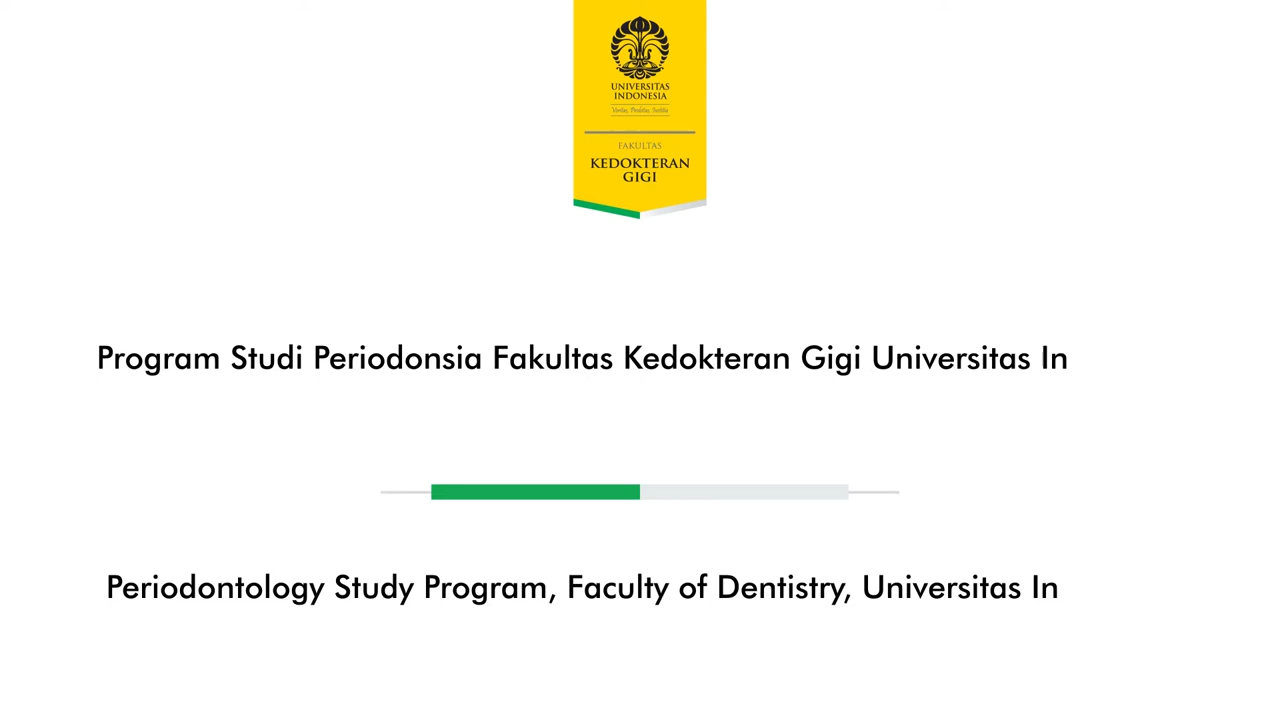 UNIVERSITAS
INDONESIA
Veritas, Probitas, Iustitia
FAKULTAS
KEDOKTERAN
GIGI
Program Studi Periodonsia Fakultas Kedokteran Gigi Universitas In
Periodontology Study Program, Faculty of Dentistry, Universitas In